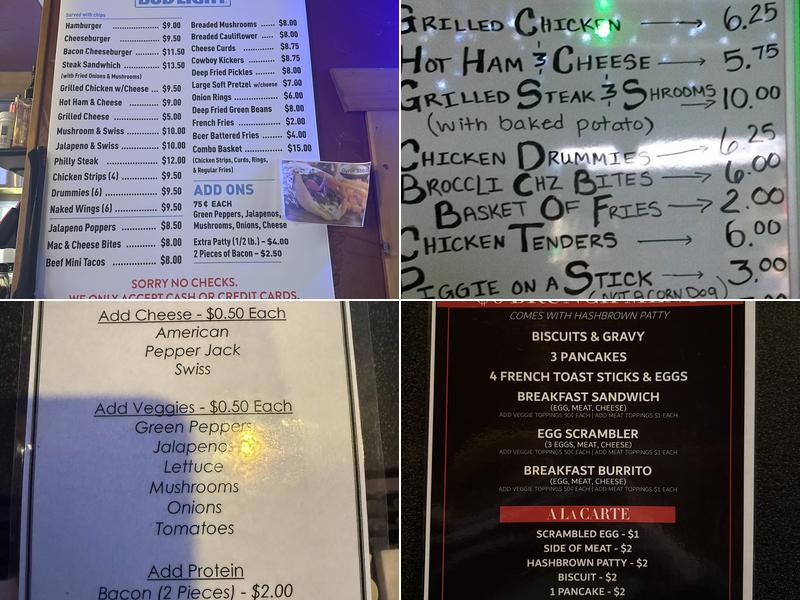 BUD LIGHT
Served with chips
Hamburger ........ $9.00
Cheeseburger ........ $9.50
Bacon Cheeseburger ...... $11.50
Steak Sandwich ........... $13.50
(with Fried Onions & Mushrooms)
Grilled Chicken w/Cheese ... $9.50
Hot Ham & Cheese ........ $9.00
Grilled Cheese ........ $5.00
Mushroom & Swiss ........ $10.00
Jalapeno & Swiss ........ $10.00
Philly Steak ........ $12.00
Chicken Strips (4) ........ $9.50
Drummies (6) ........ $9.50
Naked Wings (6) ........ $9.50
Jalapeno Poppers ........ $8.50
Mac & Cheese Bites ........ $8.00
Beef Mini Tacos ........ $8.00
Breaded Mushrooms .... $8.00
Breaded Cauliflower .... $8.00
Cheese Curds ........ $8.75
Cowboy Kickers ........ $8.75
Deep Fried Pickles ........ $8.00
Large Soft Pretzel w/cheese $7.00
Onion Rings ........ $6.00
Deep Fried Green Beans $8.00
French Fries ........ $2.00
Beer Battered Fries ........ $4.00
Combo Basket ........ $15.00
(Chicken Strips, Curds, Rings,
& Regular Fries)
ADD ONS
75¢ EACH
Green Peppers, Jalapenos,
Mushrooms, Onions, Cheese
Extra Patty (1/2 lb.) – $4.00
2 Pieces of Bacon – $2.50
SORRY NO CHECKS.
WE ONLY ACCEPT CASH OR CREDIT CARDS.
GRILLED CHICKEN → 6.25
HOT HAM & CHEESE → 5.75
GRILLED STEAK & SHROOMS → 10.00
(with baked potato)
CHICKEN DRUMMIES → 6.25
BROCCLI CHZ BITES → 6.00
BASKET OF FRIES → 2.00
CHICKEN TENDERS → 6.00
PIGGIE ON A STICK → 3.00
(NOT A CORN DOG)
Add Cheese - $0.50 Each
American
Pepper Jack
Swiss
Add Veggies - $0.50 Each
Green Peppers
Jalapenos
Lettuce
Mushrooms
Onions
Tomatoes
Add Protein
Bacon (2 Pieces) - $2.00
COMES WITH HASHBROWN PATTY
BISCUITS & GRAVY
3 PANCAKES
4 FRENCH TOAST STICKS & EGGS
BREAKFAST SANDWICH
(EGG, MEAT, CHEESE)
ADD VEGGIE TOPPINGS 50¢ EACH | ADD MEAT TOPPINGS $1 EACH
EGG SCRAMBLER
(3 EGGS, MEAT, CHEESE)
ADD VEGGIE TOPPINGS 50¢ EACH | ADD MEAT TOPPINGS $1 EACH
BREAKFAST BURRITO
(EGG, MEAT, CHEESE)
ADD VEGGIE TOPPINGS 50¢ EACH | ADD MEAT TOPPINGS $1 EACH
A LA CARTE
SCRAMBLED EGG - $1
SIDE OF MEAT - $2
HASHBROWN PATTY - $2
BISCUIT - $2
1 PANCAKE - $2